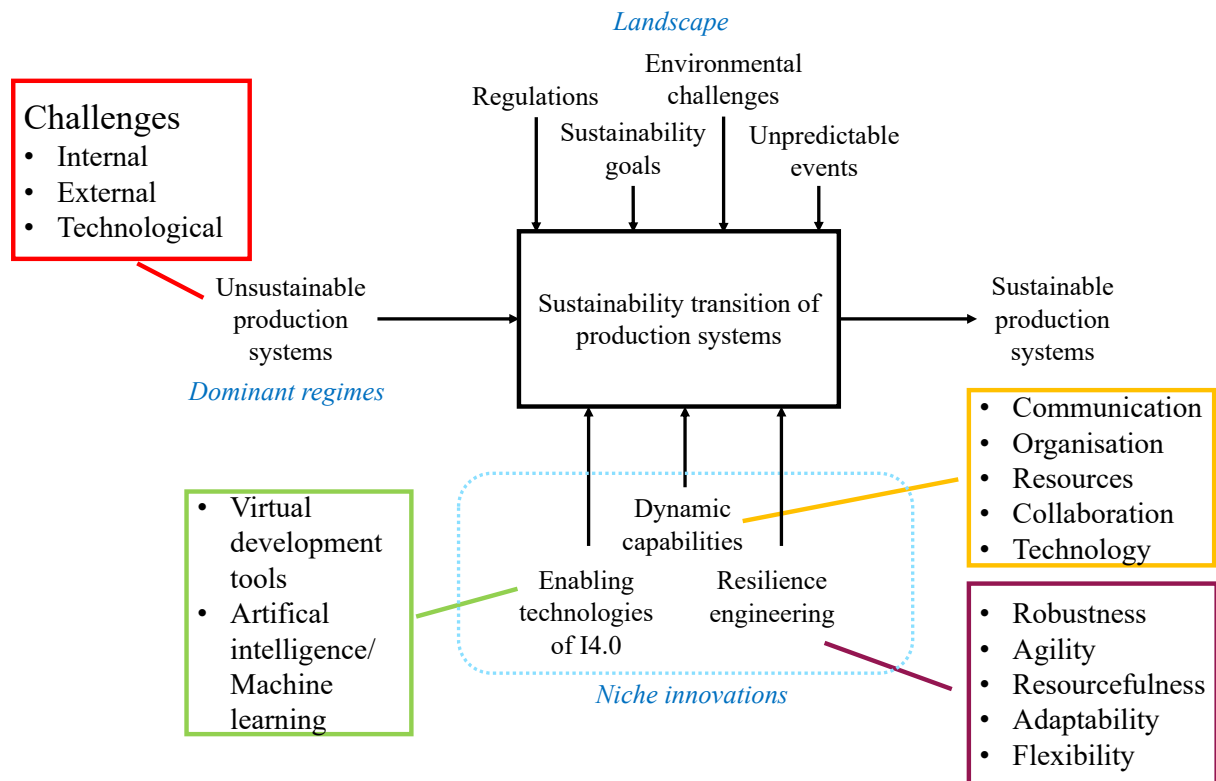 Landscape
Challenges
• Internal
• External
• Technological
Regulations
Sustainability
goals
Environmental
challenges
Unpredictable
events
Unsustainable
production
systems
Dominant regimes
Sustainability transition of
production systems
Sustainable
production
systems
• Virtual
development
tools
• Artifical
intelligence/
Machine
learning
Dynamic
capabilities
Enabling
technologies
of I4.0
Resilience
engineering
Niche innovations
• Communication
• Organisation
• Resources
• Collaboration
• Technology
• Robustness
• Agility
• Resourcefulness
• Adaptability
• Flexibility